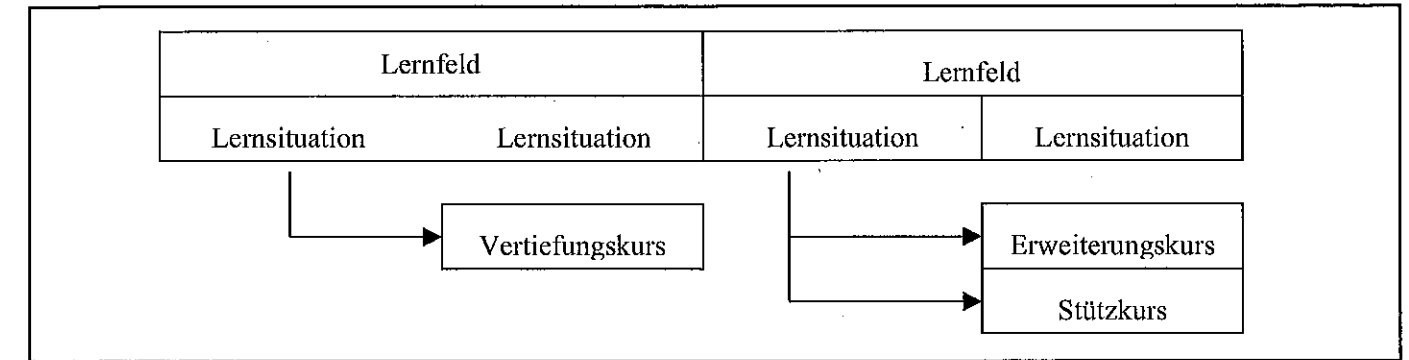 Lernfeld Lernfeld
Lernsituation Lernsituation Lernsituation Lernsituation
Vertiefungskurs Erweiterungskurs
Stützkurs